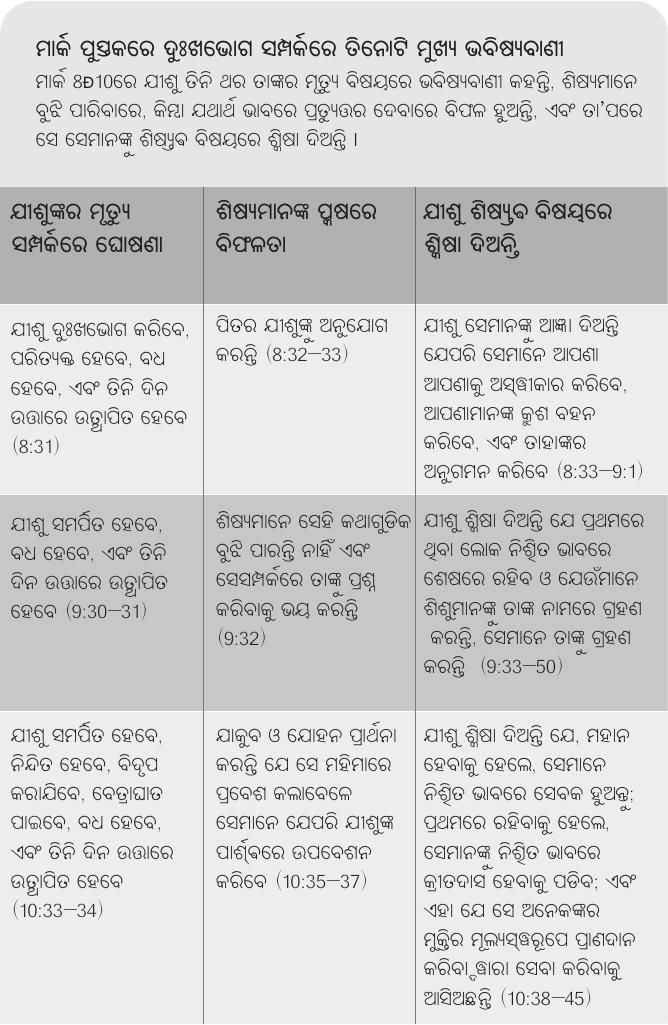 ମାର୍କ ପୁସ୍ତକରେ ଦୁଃଖଭୋଗ ସମ୍ପର୍କରେ ତିନୋଟି ମୁଖ୍ୟ ଭବିଷ୍ୟବାଣୀ
ମାର୍କ 8Ð10ରେ ଯୀଶୁ ତିନି ଥର ତାଙ୍କର ମୃତ୍ୟୁ ବିଷୟରେ ଭବିଷ୍ୟବାଣୀ କହନ୍ତି, ଶିଷ୍ୟମାନେ
ବୁଝି ପାରିବାରେ, କିମ୍ବା ଯଥାର୍ଥ ଭାବରେ ପ୍ରତ୍ୟୁତ୍ତର ଦେବାରେ ବିଫଳ ହୁଅନ୍ତି, ଏବଂ ତା'ପରେ
ସେ ସେମାନଙ୍କୁ ଶିଷ୍ୟତ୍ଵ ବିଷୟରେ ଶିକ୍ଷା ଦିଅନ୍ତି ।
ଯୀଶୁଙ୍କର ମୃତ୍ୟୁ
ସମ୍ପର୍କରେ ଘୋଷଣା
ଶିଷ୍ୟମାନଙ୍କ ପକ୍ଷରେ
ବିଫଳତା
ଯୀଶୁ ଶିଷ୍ୟତ୍ଵ ବିଷୟରେ
ଶିକ୍ଷା ଦିଅନ୍ତି
ଯୀଶୁ ଦୁଃଖଭୋଗ କରିବେ,
ପରିତ୍ୟକ୍ତ ହେବେ, ବଧ
ହେବେ, ଏବଂ ତିନି ଦିନ
ଉତ୍ତାରେ ଉତ୍ଥାପିତ ହେବେ
(8:31)
ପିତର ଯୀଶୁଙ୍କୁ ଅନୁଯୋଗ
କରନ୍ତି (8:32–33)
ଯୀଶୁ ସେମାନଙ୍କୁ ଆଜ୍ଞା ଦିଅନ୍ତି
ଯେପରି ସେମାନେ ଆପଣା
ଆପଣାକୁ ଅସ୍ୱୀକାର କରିବେ,
ଆପଣାମାନଙ୍କ କ୍ରୁଶ ବହନ
କରିବେ, ଏବଂ ତାହାଙ୍କର
ଅନୁଗମନ କରିବେ (8:33–9:1)
ଯୀଶୁ ସମର୍ପିତ ହେବେ,
ବଧ ହେବେ, ଏବଂ ତିନି
ଦିନ ଉତ୍ତାରେ ଉତ୍ଥାପିତ
ହେବେ (9:30–31)
ଶିଷ୍ୟମାନେ ସେହି କଥାଗୁଡିକ
ବୁଝି ପାରନ୍ତି ନାହିଁ ଏବଂ
ସେସମ୍ପର୍କରେ ତାଙ୍କୁ ପ୍ରଶ୍ନ
କରିବାକୁ ଭୟ କରନ୍ତି
(9:32)
ଯୀଶୁ ଶିକ୍ଷା ଦିଅନ୍ତି ଯେ ପ୍ରଥମରେ
ଥିବା ଲୋକ ନିଶ୍ଚିତ ଭାବରେ
ଶେଷରେ ରହିବ ଓ ଯେଉଁମାନେ
ଶିଶୁମାନଙ୍କୁ ତାଙ୍କ ନାମରେ ଗ୍ରହଣ
କରନ୍ତି, ସେମାନେ ତାଙ୍କୁ ଗ୍ରହଣ
କରନ୍ତି (9:33–50)
ଯୀଶୁ ସମର୍ପିତ ହେବେ,
ନିନ୍ଦିତ ହେବେ, ବିଦୃପ
କରାଯିବେ, ବେତ୍ରାଘାତ
ପାଇବେ, ବଧ ହେବେ,
ଏବଂ ତିନି ଦିନ ଉତ୍ତାରେ
ଉତ୍ଥାପିତ ହେବେ
(10:33–34)
ଯାକୁବ ଓ ଯୋହନ ପ୍ରାର୍ଥନା
କରନ୍ତି ଯେ ସେ ମହିମାରେ
ପ୍ରବେଶ କଲାବେଳେ
ସେମାନେ ଯେପରି ଯୀଶୁଙ୍କ
ପାର୍ଶ୍ଵରେ ଉପବେଶନ
କରିବେ (10:35–37)
ଯୀଶୁ ଶିକ୍ଷା ଦିଅନ୍ତି ଯେ, ମହାନ
ହେବାକୁ ହେଲେ, ସେମାନେ
ନିଶ୍ଚିତ ଭାବରେ ସେବକ ହୁଅନ୍ତୁ;
ପ୍ରଥମରେ ରହିବାକୁ ହେଲେ,
ସେମାନଙ୍କୁ ନିଶ୍ଚିତ ଭାବରେ
କ୍ରୀତଦାସ ହେବାକୁ ପଡିବ; ଏବଂ
ଏହା ଯେ ସେ ଅନେକଙ୍କର
ମୁକ୍ତିର ମୂଲ୍ୟସ୍ୱରୂପେ ପ୍ରାଣଦାନ
କରିବା ଦ୍ୱାରା ସେବା କରିବାକୁ
ଆସିଅଛନ୍ତି (10:38–45)